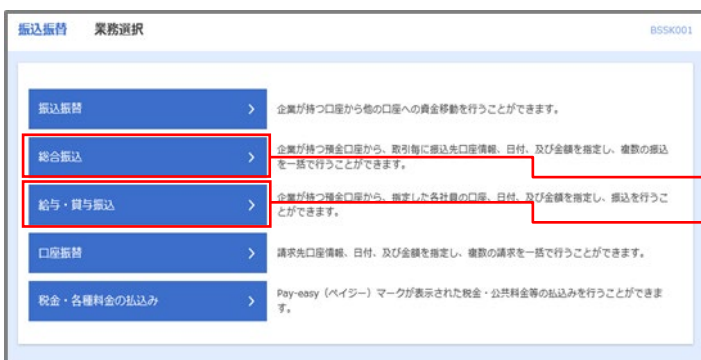 振込振替 業務選択
BSSK001
振込振替
企業が持つ口座から他の口座への資金移動を行うことができます。
総合振込
企業が持つ預金口座から、取引毎に振込先口座情報、日付、及び金額を指定し、複数の振込
を一括で行うことができます。
給与・賞与振込
企業が持つ預金口座から、指定した各社員の口座、日付、及び金額を指定し、振込を行うこ
とができます。
口座振替
請求先口座情報、日付、及び金額を指定し、複数の請求を一括で行うことができます。
税金・各種料金の払込み
Pay-easy（ペイジー）マークが表示された税金・公共料金等の払込みを行うことができま
す。